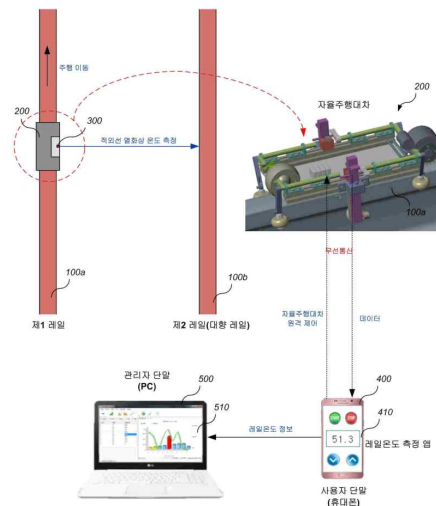 주행 이동
200
300
적외선 열화상 온도 측정
자율주행대차
200
100a
100a
100b
제1 레일
제2 레일(대향 레일)
무선통신
자율주행대차
원격 제어
데이터
관리자 단말
(PC)
500
510
400
410
레일온도 정보
51.3
레일온도 측정 앱
사용자 단말
(휴대폰)